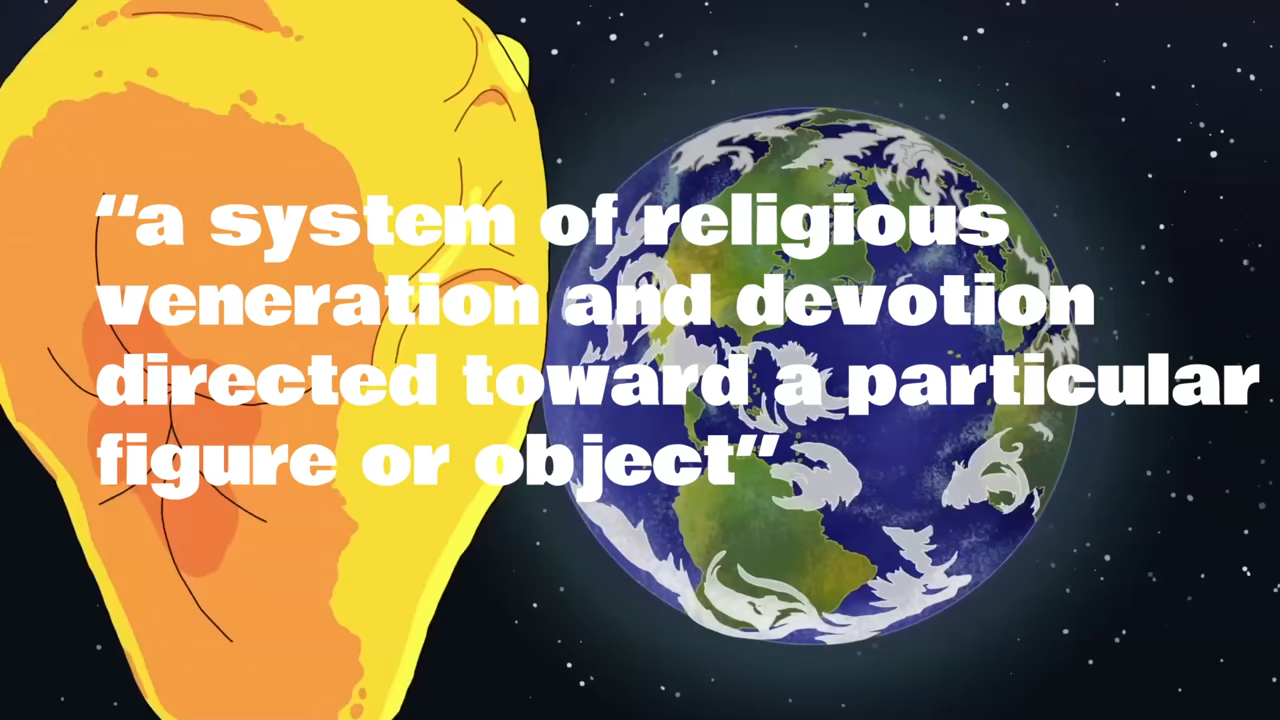 “a system of religious
veneration and devotion
directed toward a particular
figure or object”